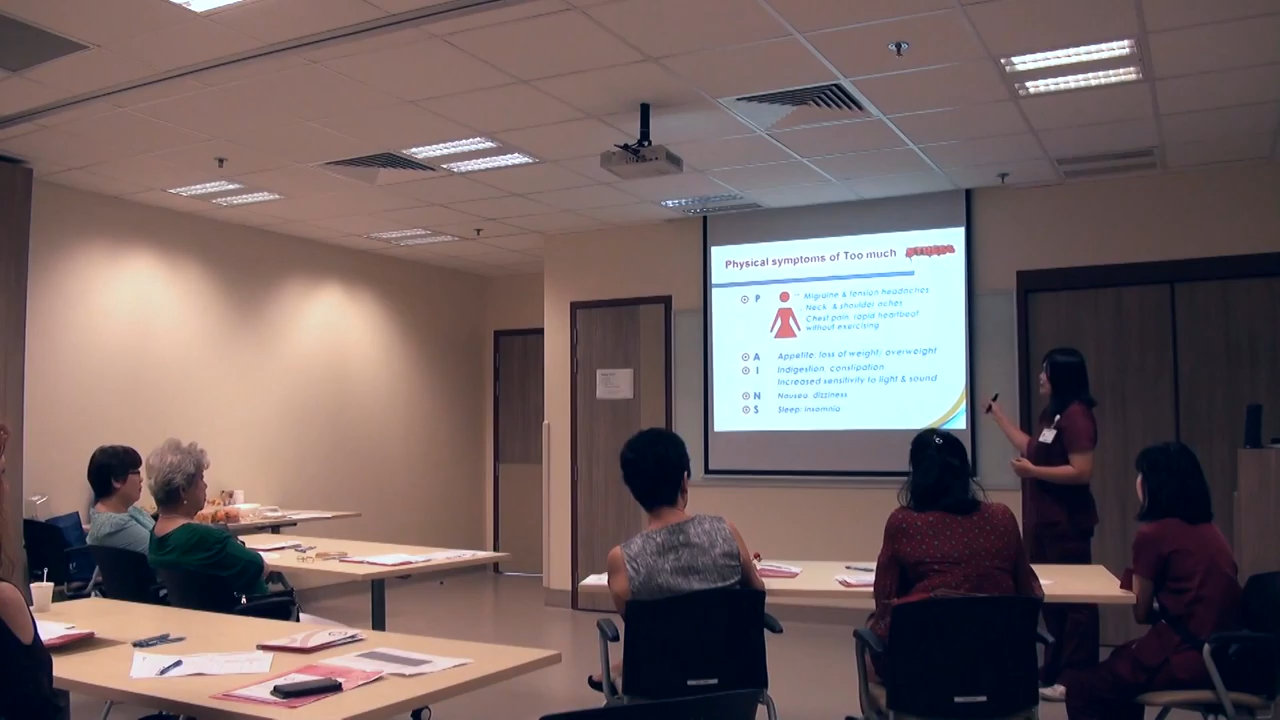 Physical symptoms of Too much STRESS
P
Migraine & tension headaches
Neck & shoulder aches
Chest pain, rapid heartbeat
without exercising
A Appetite: loss of weight/ overweight
I Indigestion, constipation
Increased sensitivity to light & sound
N Nausea, dizziness
S Sleep: insomnia